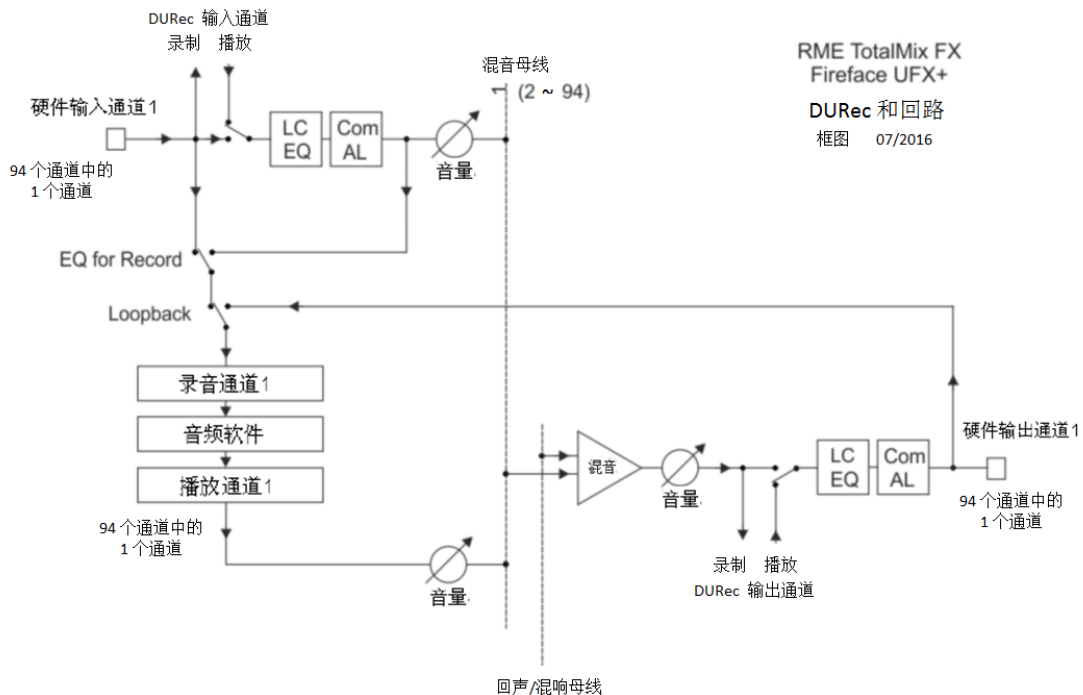 DURec 输入通道
录制 播放
混音母线
1 (2 ~ 94)
RME TotalMix FX
Fireface UFX+
DURec 和回路
框图 07/2016
硬件输入通道1
94 个通道中的
1 个通道
LC
EQ
Com
AL
音量
EQ for Record
Loopback
录音通道1
音频软件
播放通道1
94 个通道中的
1 个通道
音量
混音
音量
LC
EQ
Com
AL
硬件输出通道1
94 个通道中的
1 个通道
录制 播放
DURec 输出通道
回声/混响母线